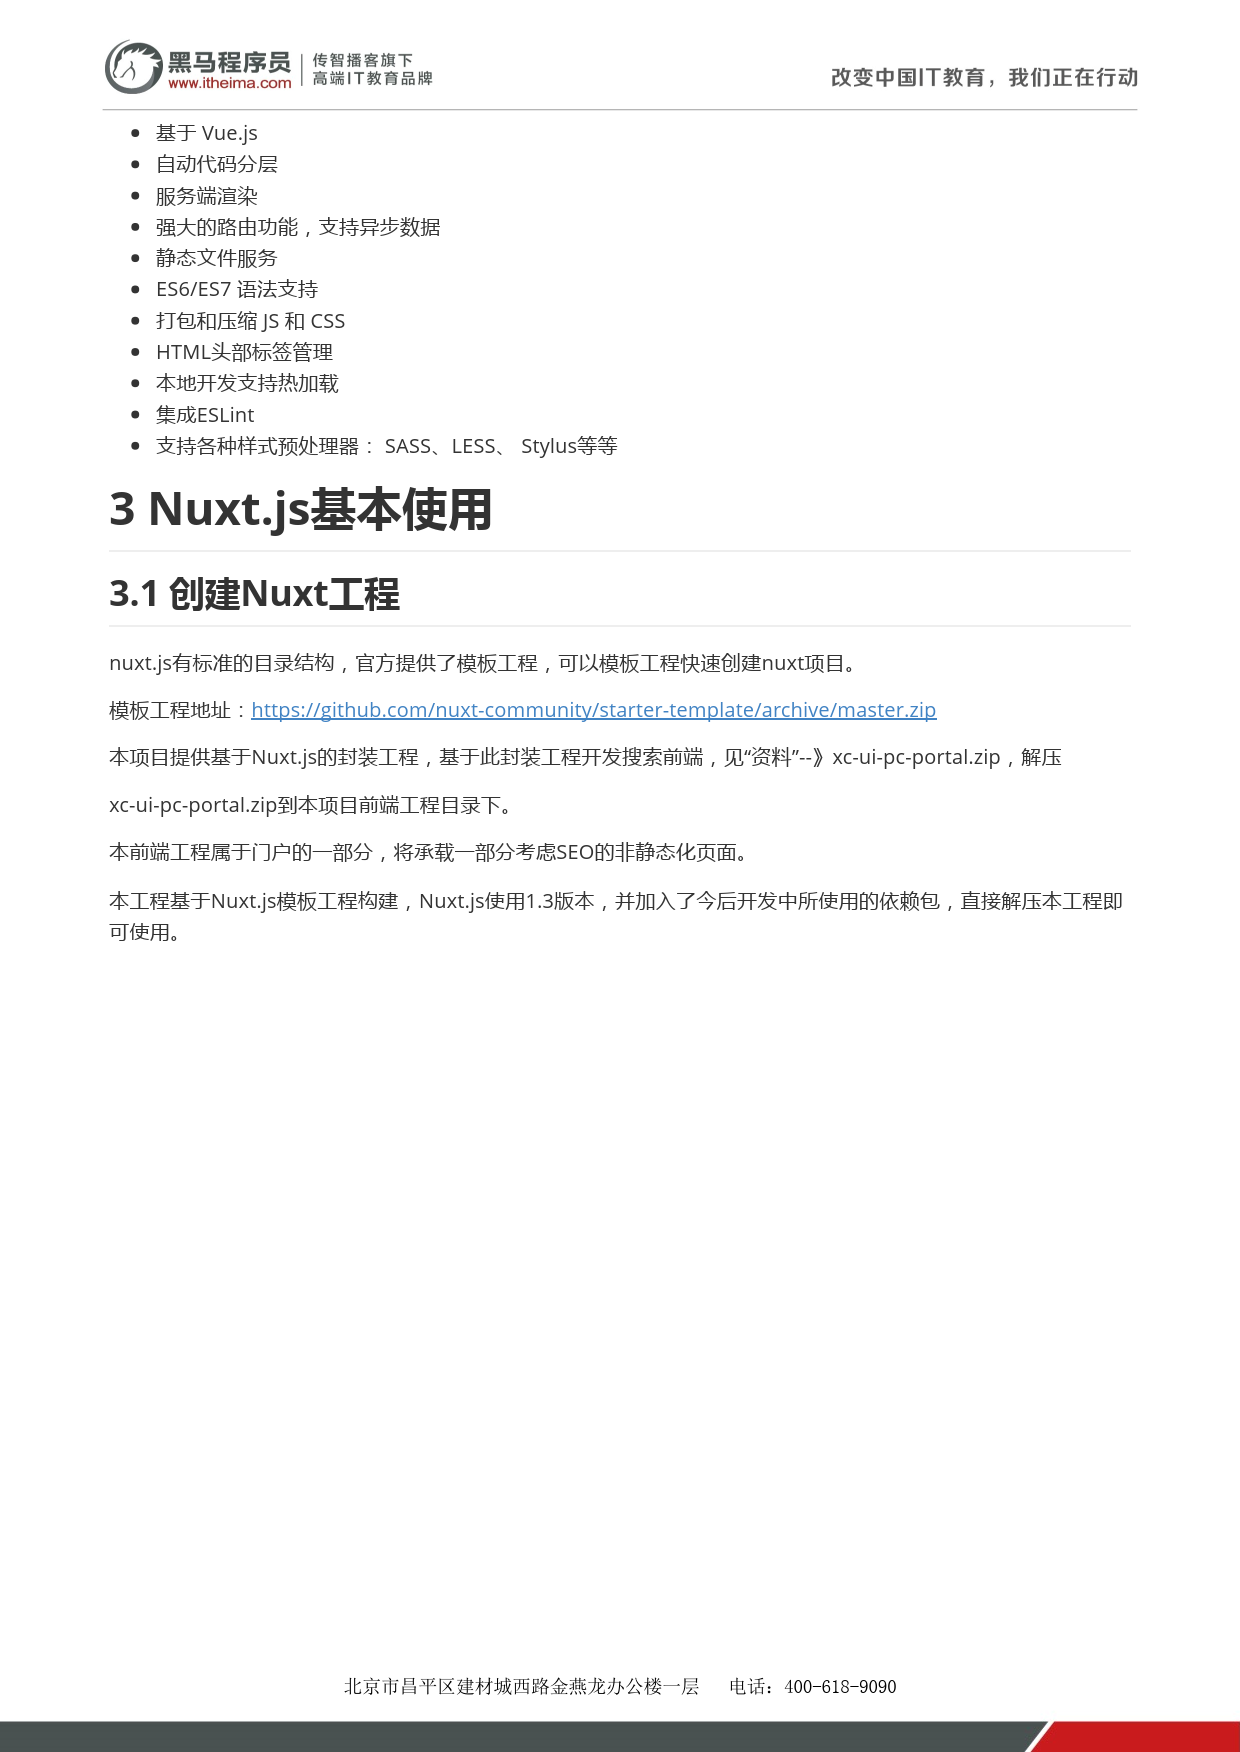 黑马程序员
www.itheima.com
传智播客旗下
高端IT教育品牌
改变中国IT教育，我们正在行动
• 基于 Vue.js
• 自动代码分层
• 服务端渲染
• 强大的路由功能，支持异步数据
• 静态文件服务
• ES6/ES7 语法支持
• 打包和压缩 JS 和 CSS
• HTML头部标签管理
• 本地开发支持热加载
• 集成ESLint
• 支持各种样式预处理器： SASS、LESS、 Stylus等等
3 Nuxt.js基本使用
3.1 创建Nuxt工程
nuxt.js有标准的目录结构，官方提供了模板工程，可以模板工程快速创建nuxt项目。
模板工程地址：https://github.com/nuxt-community/starter-template/archive/master.zip
本项目提供基于Nuxt.js的封装工程，基于此封装工程开发搜索前端，见“资料”--》xc-ui-pc-portal.zip，解压
xc-ui-pc-portal.zip到本项目前端工程目录下。
本前端工程属于门户的一部分，将承载一部分考虑SEO的非静态化页面。
本工程基于Nuxt.js模板工程构建，Nuxt.js使用1.3版本，并加入了今后开发中所使用的依赖包，直接解压本工程即
可使用。
北京市昌平区建材城西路金燕龙办公楼一层 电话：400-618-9090